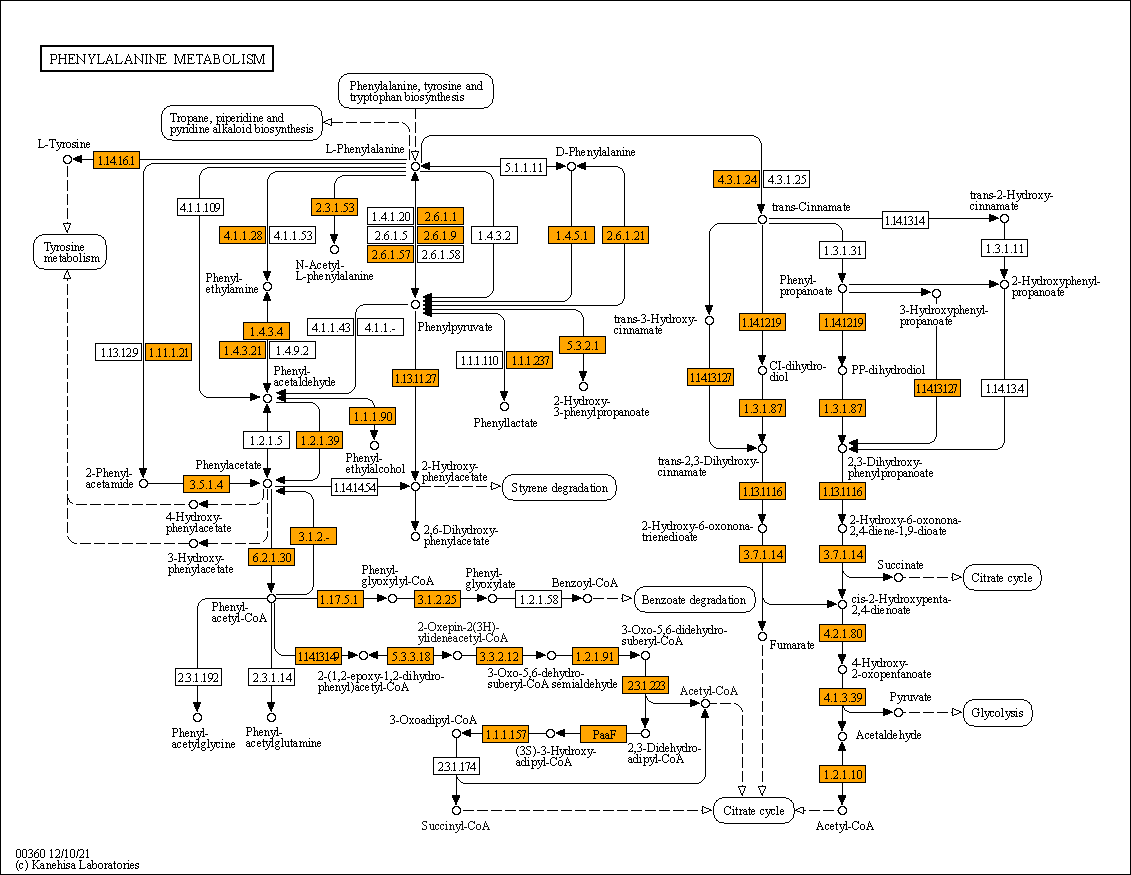 PHENYLALANINE METABOLISM
Phenylalanine, tyrosine and
tryptophan biosynthesis
Tropane, piperidine and
pyridine alkaloid biosynthesis
L-Tyrosine
1.14.16.1
L-Phenylalanine
5.1.1.11
D-Phenylalanine
4.3.1.24
4.3.1.25
trans-Cinnamate
trans-2-Hydroxy-
cinnamate
1.14.13.14
4.1.1.109
2.3.1.53
1.4.1.20
2.6.1.1
4.1.1.28
4.1.1.53
2.6.1.5
2.6.1.9
1.4.3.2
1.4.5.1
2.6.1.21
2.6.1.57
2.6.1.58
1.3.1.31
1.3.1.11
Tyrosine
metabolism
N-Acetyl-
L-phenylalanine
Phenyl-
ethylamine
Phenyl-
propanoate
2-Hydroxyphenyl-
propanoate
3-Hydroxyphenyl-
propanoate
Phenylpyruvate
trans-3-Hydroxy-
cinnamate
1.4.3.4
4.1.1.43
4.1.1.-
1.14.12.19
1.14.12.19
1.13.12.9
1.11.1.21
1.4.3.21
1.4.9.2
1.1.1.110
1.1.1.237
5.3.2.1
Phenyl-
acetaldehyde
1.13.11.27
1.14.13.127
CI-dihydro-
diol
PP-dihydrodiol
1.14.13.127
1.14.13.4
2-Hydroxy-
3-phenylpropanoate
Phenyllactate
1.1.1.90
1.3.1.87
1.3.1.87
1.2.1.5
1.2.1.39
Phenyl-
ethylalcohol
trans-2,3-Dihydroxy-
cinnamate
2,3-Dihydroxy-
phenylpropanoate
2-Phenyl-
acetamide
3.5.1.4
Phenylacetate
1.14.14.54
2-Hydroxy-
phenylacetate
Styrene degradation
1.13.11.16
1.13.11.16
4-Hydroxy-
phenylacetate
3-Hydroxy-
phenylacetate
3.1.2.-
2,6-Dihydroxy-
phenylacetate
2-Hydroxy-6-oxonona-
trienedioate
2-Hydroxy-6-oxonona-
2,4-diene-1,9-dioate
6.2.1.30
3.7.1.14
3.7.1.14
Succinate
Citrate cycle
Phenyl-
acetyl-CoA
1.17.5.1
Phenyl-
glyoxylyl-CoA
3.1.2.25
Phenyl-
glyoxylate
1.2.1.58
Benzoyl-CoA
Benzoate degradation
cis-2-Hydroxypenta-
2,4-dienoate
Fumarate
4.2.1.80
2-Oxepin-2(3H)-
ylideneacetyl-CoA
3-Oxo-5,6-didehydro-
suberyl-CoA
1.14.13.149
5.3.3.18
3.3.2.12
1.2.1.91
2-(1,2-epoxy-1,2-dihydro-
phenyl)acetyl-CoA
3-Oxo-5,6-dehydro-
suberyl-CoA semialdehyde
4-Hydroxy-
2-oxopentanoate
2.3.1.192
2.3.1.14
2.3.1.223
Acetyl-CoA
4.1.3.39
Pyruvate
Glycolysis
Phenyl-
acetylglycine
Phenyl-
acetylglutamine
3-Oxoadipyl-CoA
1.1.1.157
PaaF
(3S)-3-Hydroxy-
adipyl-CoA
2,3-Didehydro-
adipyl-CoA
Acetaldehyde
2.3.1.174
1.2.1.10
Succinyl-CoA
Citrate cycle
Acetyl-CoA
00360 12/10/21
(c) Kanehisa Laboratories